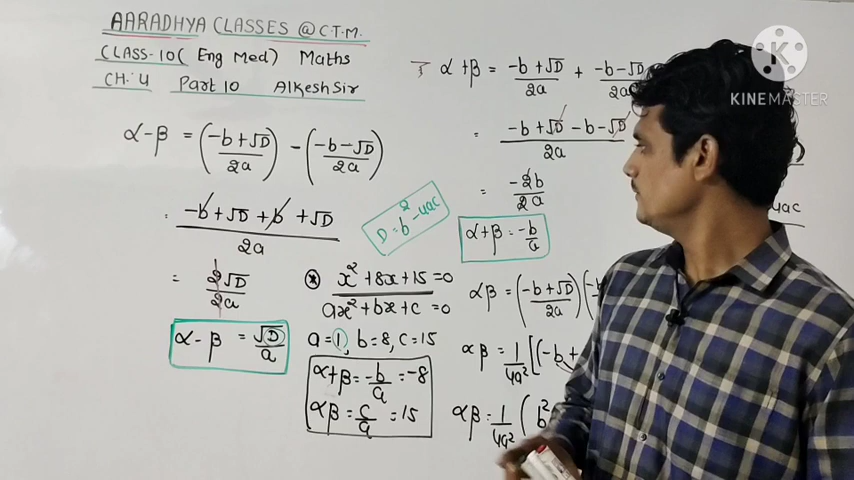 AARADHYA CLASSES @ C.T.M.
CLASS-10 ( Eng Med) Maths
CH:4 Part 10 Alkesh Sir
α-β = (-b+√D/2a) - (-b-√D/2a)
= -b+√D+b+√D/2a
= 2√D/2a
α-β = √D/a
D=b²-4ac
* x²+8x+15=0
ax²+bx+c=0
a=1, b=8, c=15
α+β=-b/a=-8
αβ=c/a=15
α+β = -b+√D/2a + -b-√D/2a
= -b+√D-b-√D/2a
= -2b/2a
α+β=-b/a
αβ=(-b+√D/2a)(-b
αβ=1/4a²[(-b+
αβ=1/4a²(b²
4ac
KINEMASTER